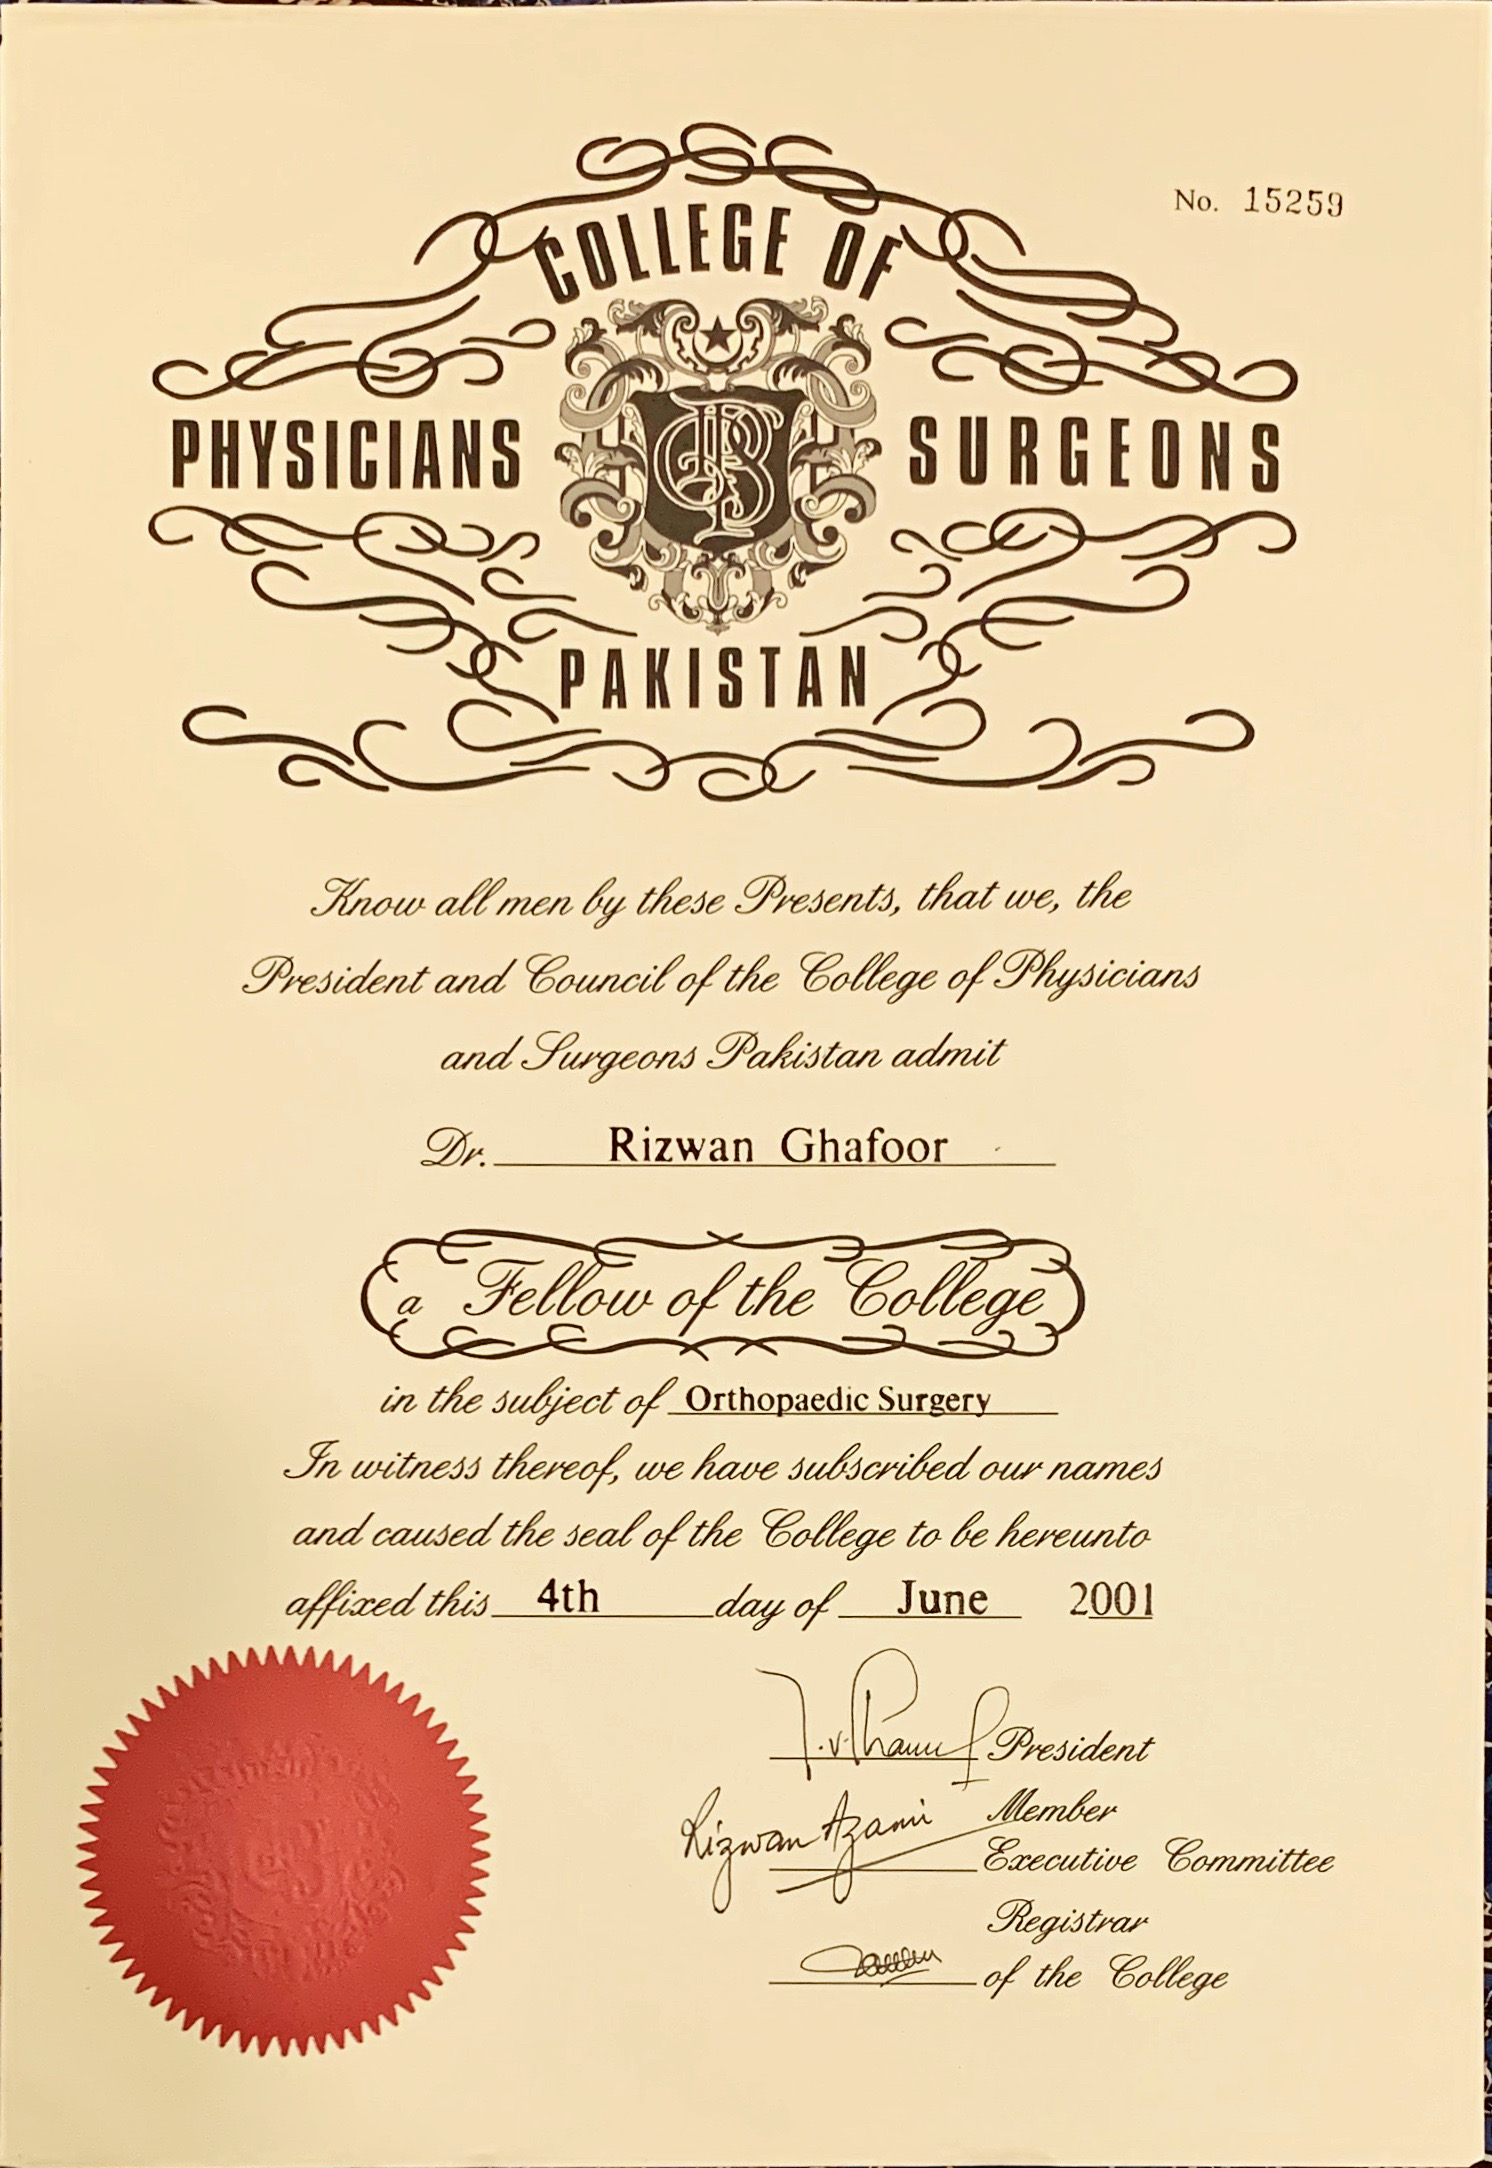 No. 15259
COLLEGE OF
PHYSICIANS SURGEONS
PAKISTAN
Know all men by these Presents, that we, the
President and Council of the College of Physicians
and Surgeons Pakistan admit
Dr. Rizwan Ghafoor
a Fellow of the College
in the subject of Orthopaedic Surgery
In witness thereof, we have subscribed our names
and caused the seal of the College to be hereunto
affixed this 4th day of June 2001
President
Rizwan Azami Member
Executive Committee
Registrar
of the College